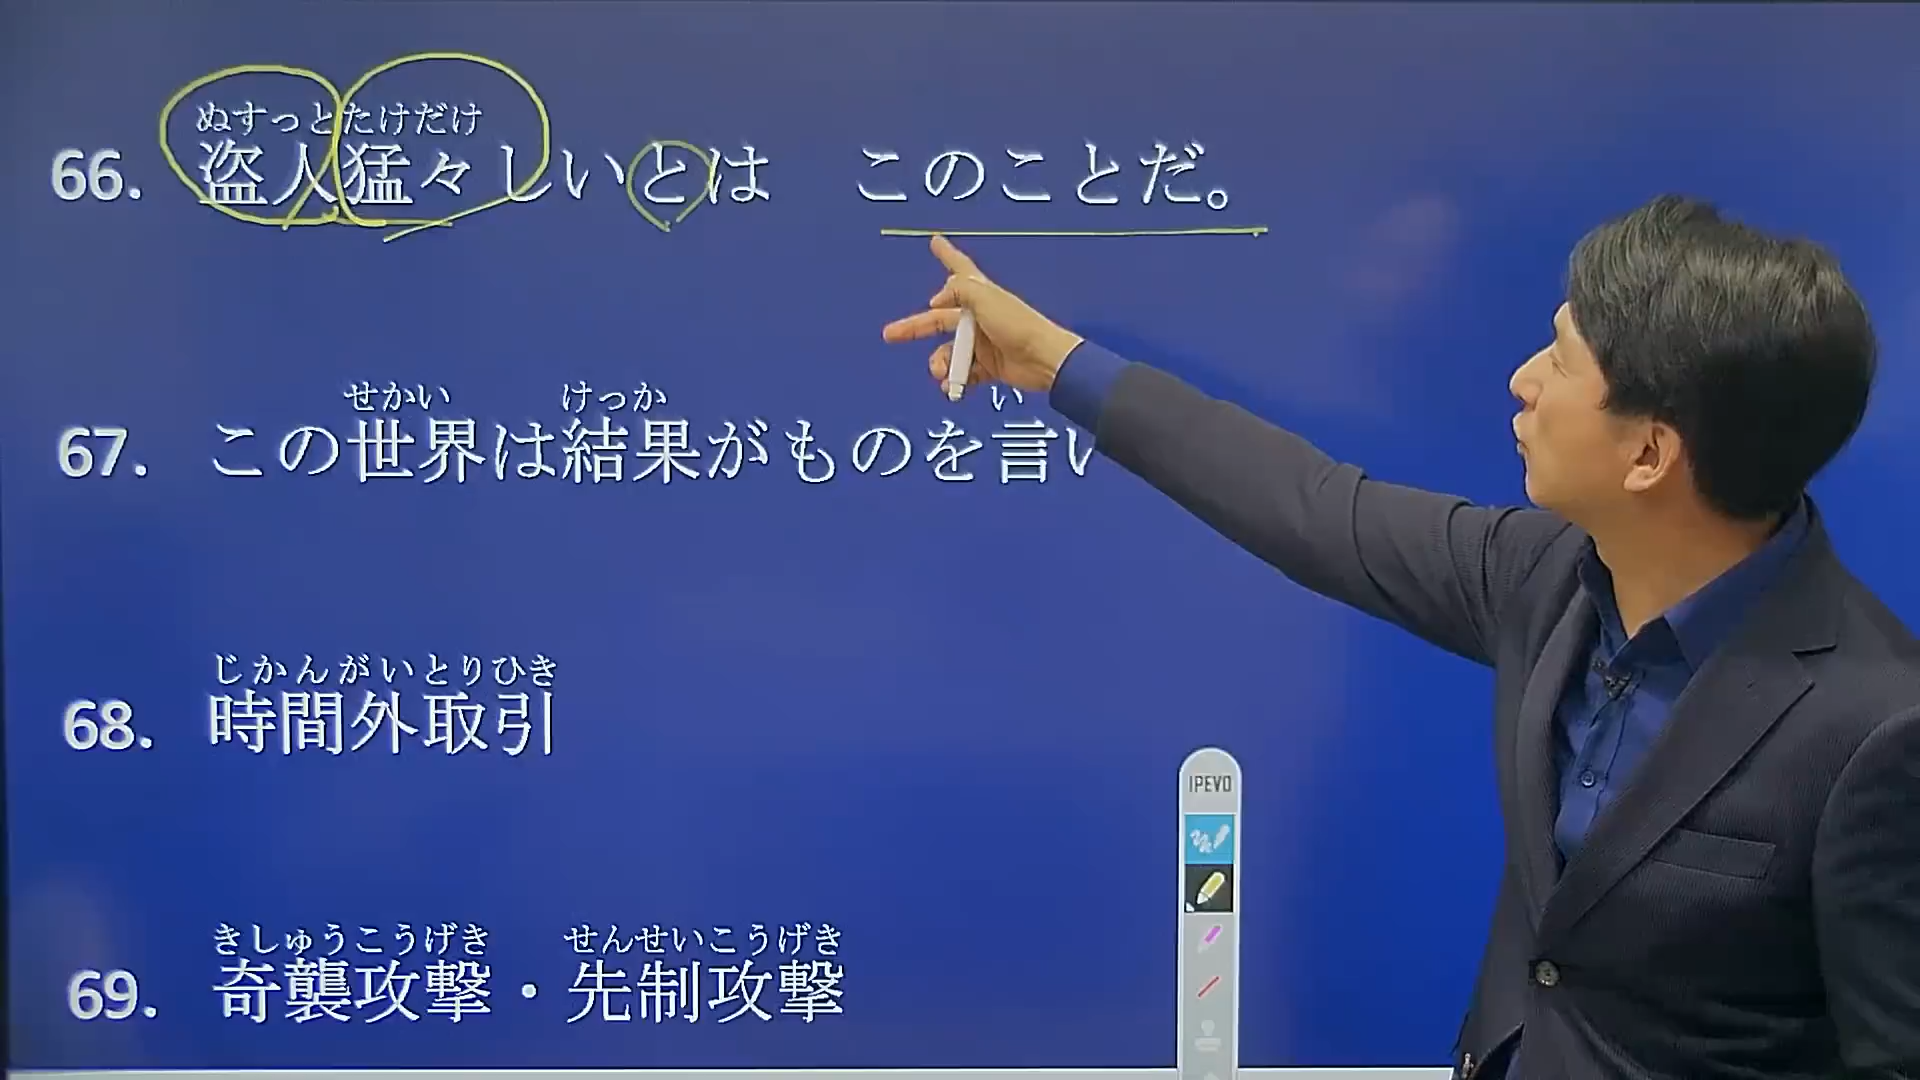 ぬすっとたけだけ
66. 盗人猛々しいとは このことだ。
せかい けっか い
67. この世界は結果がものを言い
じかんがいとりひき
68. 時間外取引
きしゅうこうげき せんせいこうげき
69. 奇襲攻撃・先制攻撃
IPEVO